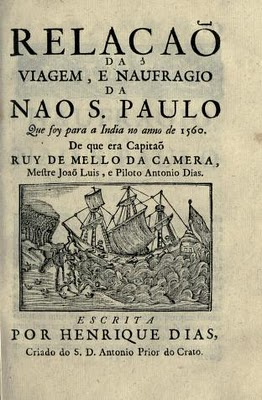 RELACAÕ
DA
VIAGEM, E NAUFRAGIO
DA
NAO S. PAULO
Que foy para a India no anno de 1560.
De que era Capitaõ
RUY DE MELLO DA CAMERA,
Meſtre Joaõ Luis, e Piloto Antonio Dias.
ESCRITA
POR HENRIQUE DIAS,
Criado do S. D. Antonio Prior do Crato.